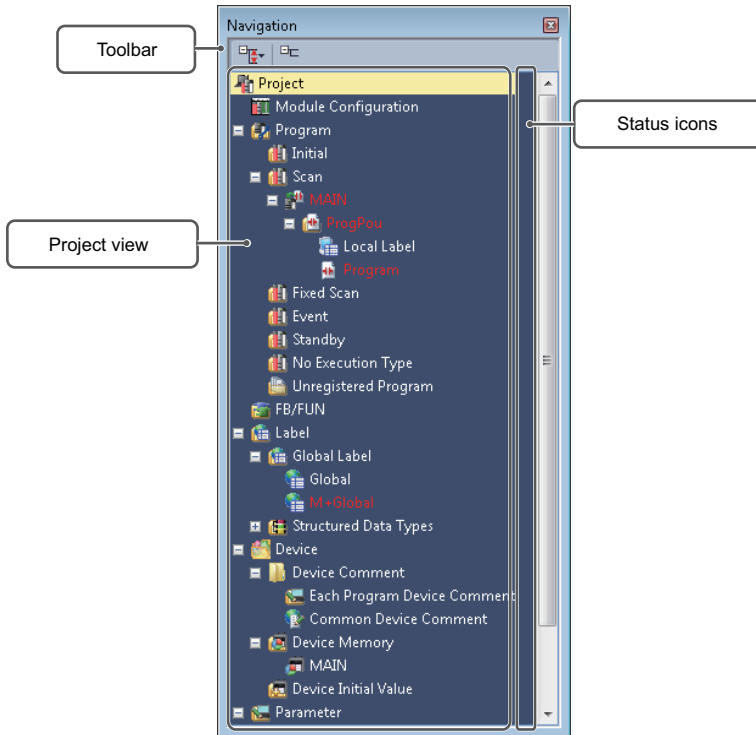 Navigation
Toolbar
Project
Module Configuration
Status icons
Program
Initial
Scan
MAIN
ProgPou
Project view
Local Label
Program
Fixed Scan
Event
Standby
No Execution Type
Unregistered Program
FB/FUN
Label
Global Label
Global
M+Global
Structured Data Types
Device
Device Comment
Each Program Device Comment
Common Device Comment
Device Memory
MAIN
Device Initial Value
Parameter